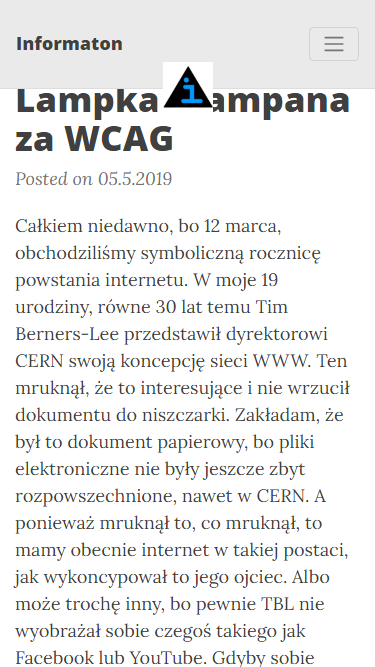 Informaton
Lampka ampana
za WCAG
Posted on 05.5.2019
Całkiem niedawno, bo 12 marca,
obchodziliśmy symboliczną rocznicę
powstania internetu. W moje 19
urodziny, równe 30 lat temu Tim
Berners-Lee przedstawił dyrektorowi
CERN swoją koncepcję sieci WWW. Ten
mruknął, że to interesujące i nie wrzucił
dokumentu do niszczarki. Zakładam, że
był to dokument papierowy, bo pliki
elektroniczne nie były jeszcze zbyt
rozpowszechnione, nawet w CERN. A
ponieważ mruknął to, co mruknął, to
mamy obecnie internet w takiej postaci,
jak wykoncypował to jego ojciec. Albo
może trochę inny, bo pewnie TBL nie
wyobrażał sobie czegoś takiego jak
Facebook lub YouTube. Gdyby sobie